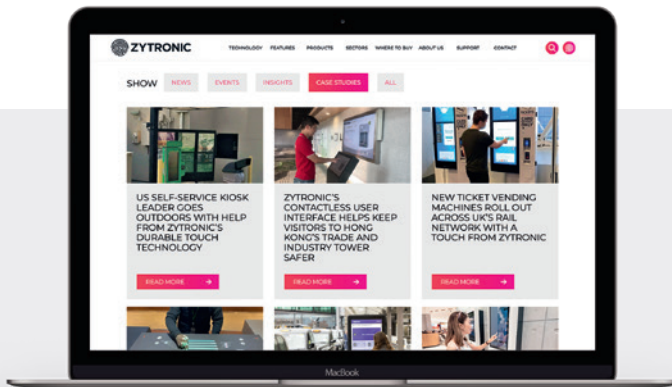 ZYTRONIC
TECHNOLOGY FEATURES PRODUCTS SECTORS WHERE TO BUY ABOUT US SUPPORT CONTACT
SHOW NEWS EVENTS INSIGHTS CASE STUDIES ALL
US SELF-SERVICE KIOSK
LEADER GOES
OUTDOORS WITH HELP
FROM ZYTRONIC'S
DURABLE TOUCH
TECHNOLOGY
READ MORE
ZYTRONIC'S
CONTACTLESS USER
INTERFACE HELPS KEEP
VISITORS TO HONG
KONG'S TRADE AND
INDUSTRY TOWER
SAFER
READ MORE
NEW TICKET VENDING
MACHINES ROLL OUT
ACROSS UK'S RAIL
NETWORK WITH A
TOUCH FROM ZYTRONIC
READ MORE
MacBook